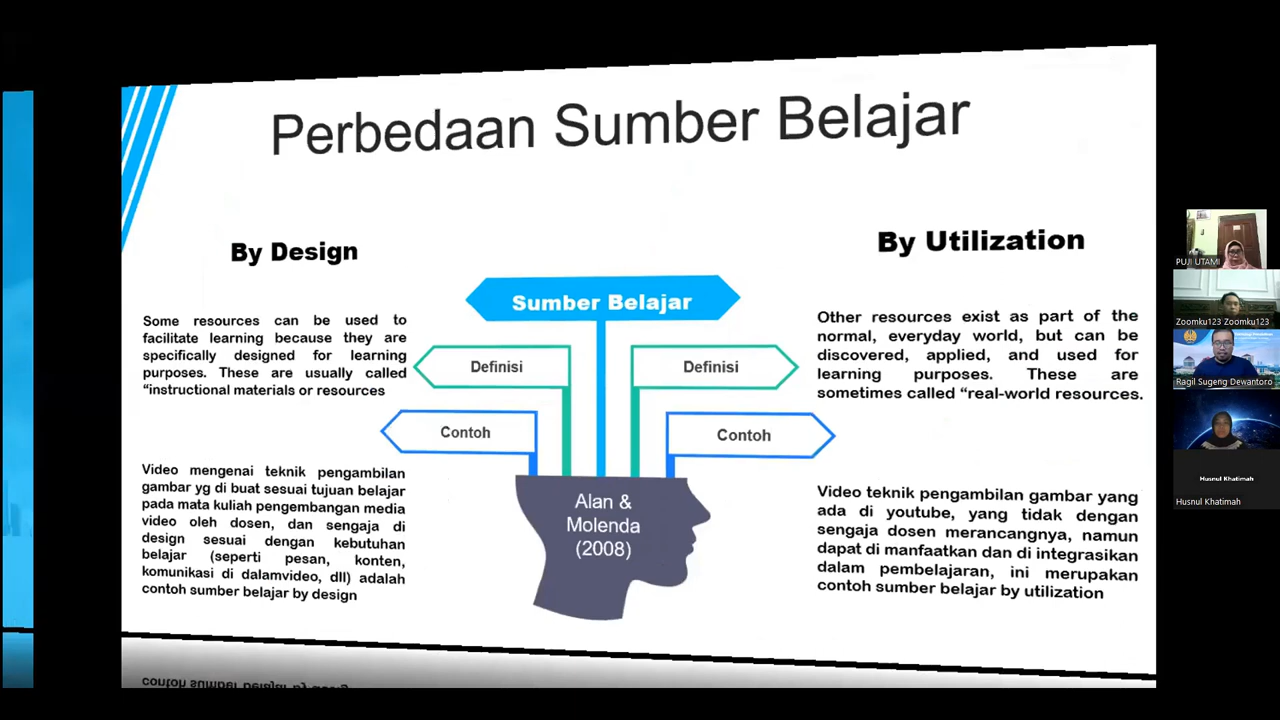 Perbedaan Sumber Belajar
By Design
Some resources can be used to
facilitate learning because they are
specifically designed for learning
purposes. These are usually called
“instructional materials or resources
Video mengenai teknik pengambilan
gambar yg di buat sesuai tujuan belajar
pada mata kuliah pengembangan media
video oleh dosen, dan sengaja di
design sesuai dengan kebutuhan
belajar (seperti pesan, konten,
komunikasi di dalamvideo, dll) adalah
contoh sumber belajar by design
Sumber Belajar
Definisi
Definisi
Contoh
Contoh
Alan &
Molenda
(2008)
By Utilization
Other resources exist as part of the
normal, everyday world, but can be
discovered, applied, and used for
learning purposes. These are
sometimes called “real-world resources.
Video teknik pengambilan gambar yang
ada di youtube, yang tidak dengan
sengaja dosen merancangnya, namun
dapat di manfaatkan dan di integrasikan
dalam pembelajaran, ini merupakan
contoh sumber belajar by utilization
contoh sumber belajar by design
PUJI UTAMI
Zoomku123 Zoomku123
Ragil Sugeng Dewantoro
Husnul Khatimah
Husnul Khatimah